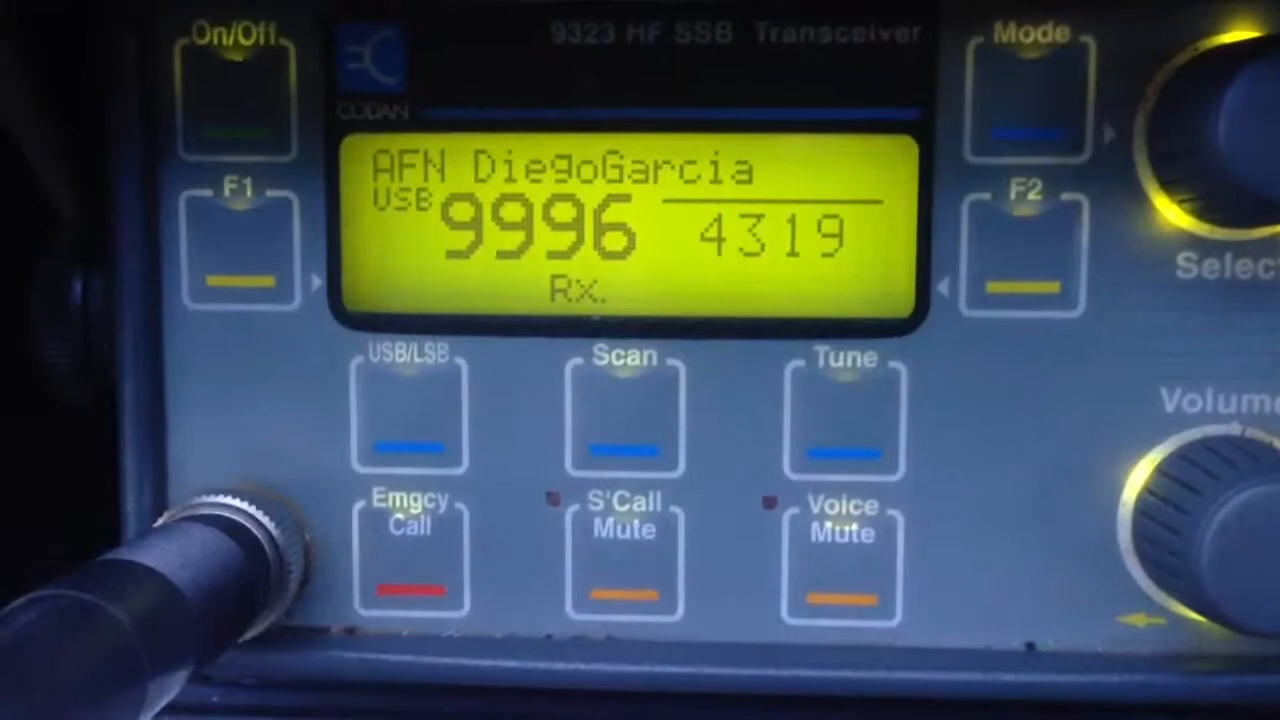 On/Off
9323 HF SSB Transceiver
Mode
CODAN
AFN DiegoGarcia
USB 9996 4319
Rx.
F1
F2
Select
USB/LSB
Scan
Tune
Volume
Emgcy
Call
S'Call
Mute
Voice
Mute